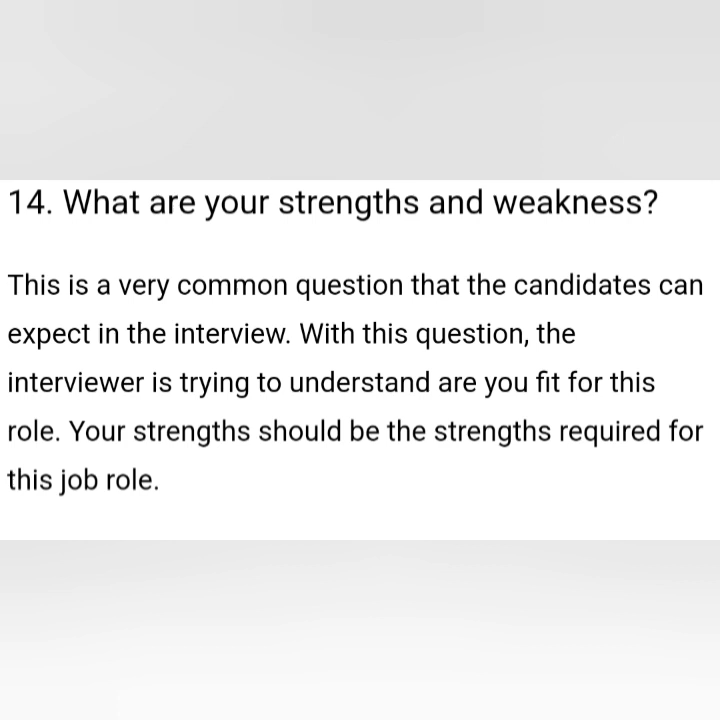 14. What are your strengths and weakness?
This is a very common question that the candidates can
expect in the interview. With this question, the
interviewer is trying to understand are you fit for this
role. Your strengths should be the strengths required for
this job role.